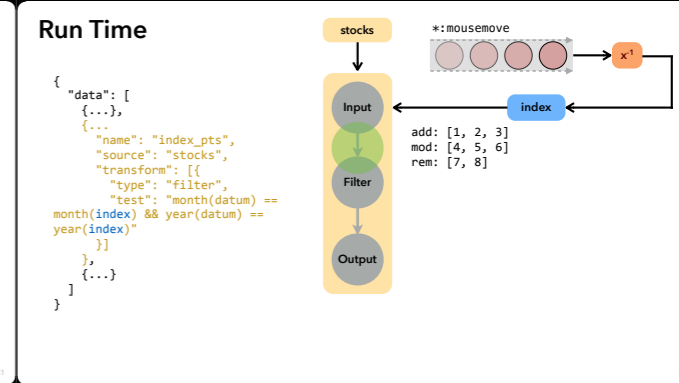 Run Time
{
"data": [
{...},
{...
"name": "index_pts",
"source": "stocks",
"transform": [{
"type": "filter",
"test": "month(datum) ==
month(index) && year(datum) ==
year(index)"
}]
},
{...}
]
}
stocks
*:mousemove
x⁻¹
index
Input
add: [1, 2, 3]
mod: [4, 5, 6]
rem: [7, 8]
Filter
Output